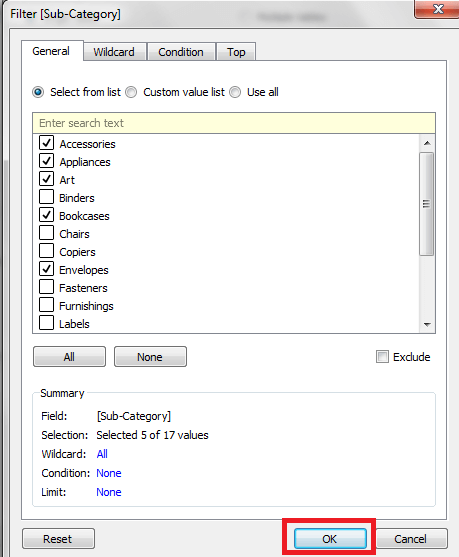 Filter [Sub-Category]
General Wildcard Condition Top
Select from list Custom value list Use all
Enter search text
Accessories
Appliances
Art
Binders
Bookcases
Chairs
Copiers
Envelopes
Fasteners
Furnishings
Labels
All None Exclude
Summary
Field: [Sub-Category]
Selection: Selected 5 of 17 values
Wildcard: All
Condition: None
Limit: None
Reset OK Cancel